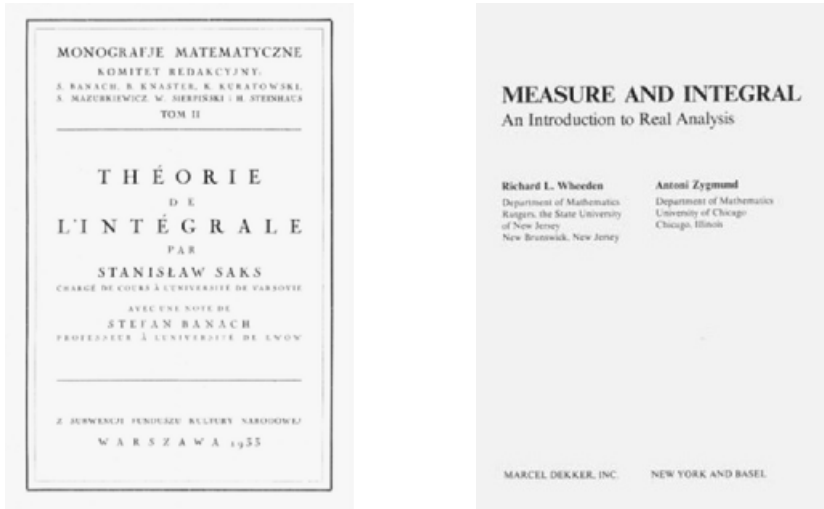 MONOGRAFJE MATEMATYCZNE
KOMITET REDAKCYJNY:
S. BANACH, B. KNASTER, K. KURATOWSKI,
S. MAZURKIEWICZ, W. SIERPIŃSKI I H. STEINHAUS
TOM II
THÉORIE
DE
L'INTÉGRALE
PAR
STANISŁAW SAKS
CHARGÉ DE COURS À L'UNIVERSITÉ DE VARSOVIE
AVEC UNE NOTE DE
STEFAN BANACH
PROFESSEUR À L'UNIVERSITÉ DE LWOW
Z SUBWENCJI FUNDUSZU KULTURY NARODOWEJ
WARSZAWA 1933
MEASURE AND INTEGRAL
An Introduction to Real Analysis
Richard L. Wheeden
Department of Mathematics
Rutgers, the State University
of New Jersey
New Brunswick, New Jersey
Antoni Zygmund
Department of Mathematics
University of Chicago
Chicago, Illinois
MARCEL DEKKER, INC. NEW YORK AND BASEL